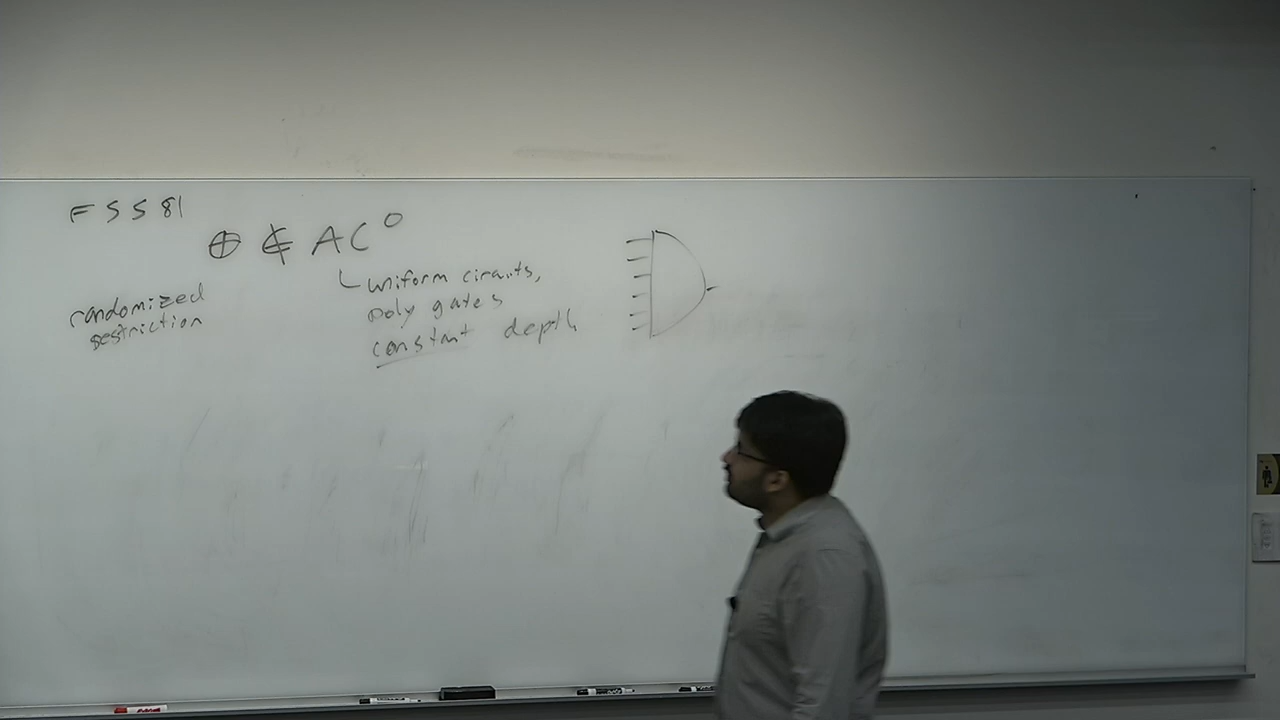 FSS 81
⊕ ∉ AC⁰
uniform circuits,
poly gates
constant depth
randomized
restriction